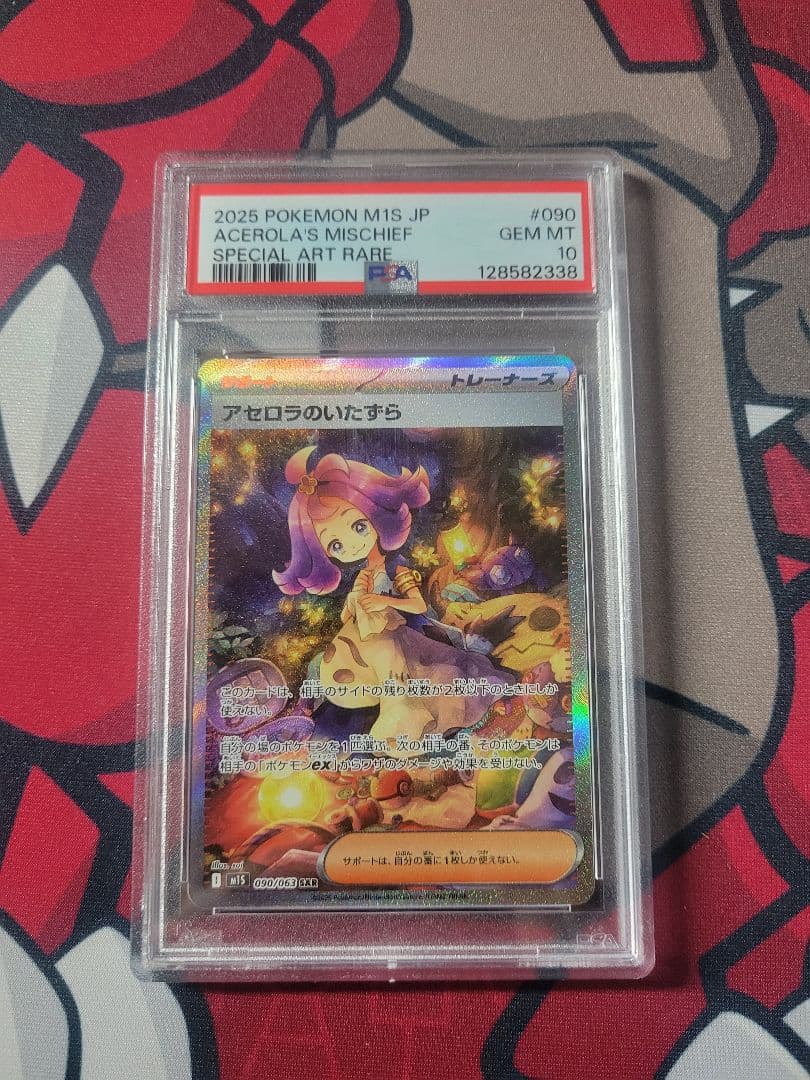 2025 POKEMON M1S JP #090
ACEROLA'S MISCHIEF GEM MT
SPECIAL ART RARE 10
PSA 128582338
サポート トレーナーズ
アセロラのいたずら
このカードは、相手のサイドの残り枚数が2枚以下のときにしか
使えない。
自分の場のポケモンを1匹選ぶ。次の相手の番、そのポケモンは
相手の「ポケモンex」からワザのダメージや効果を受けない。
サポートは、自分の番に1枚しか使えない。
Illus. saj
I M1S 090/063 SAR
PSA